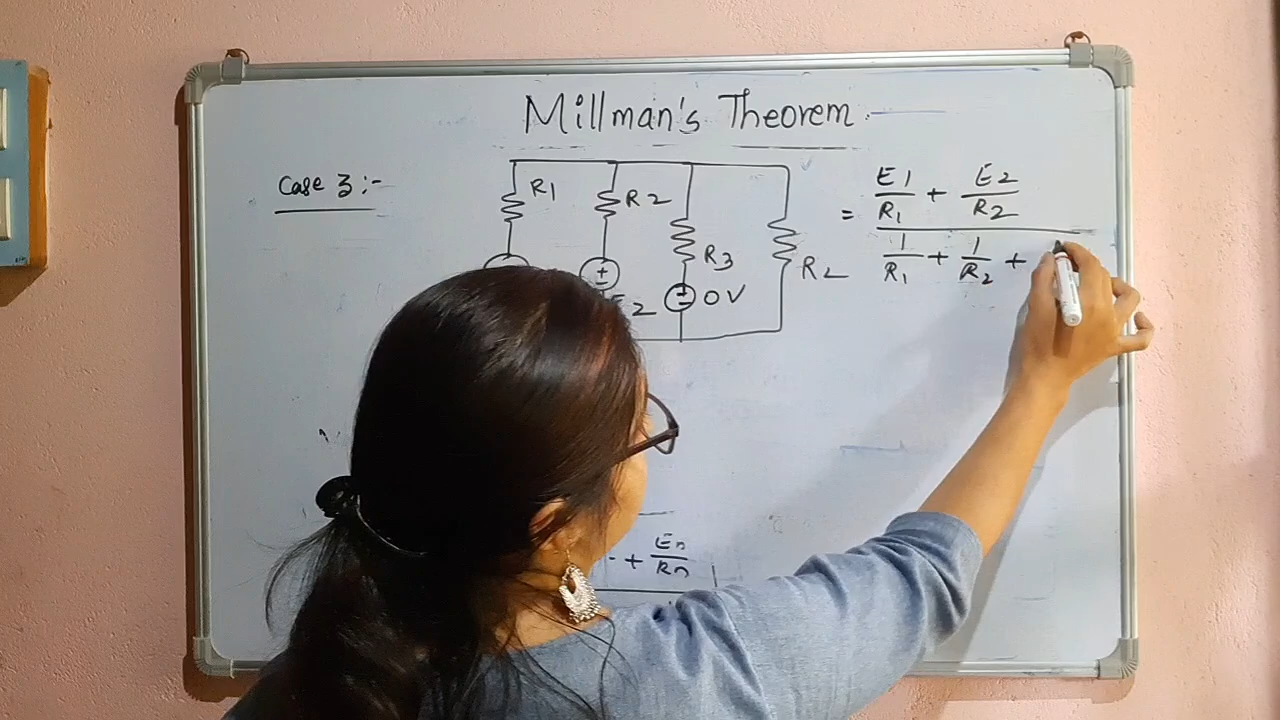 Millman's Theorem
Case 3:-
R1
R2
R3
RL
2
0V
= E1/R1 + E2/R2
1/R1 + 1/R2 +
+ En/Rn